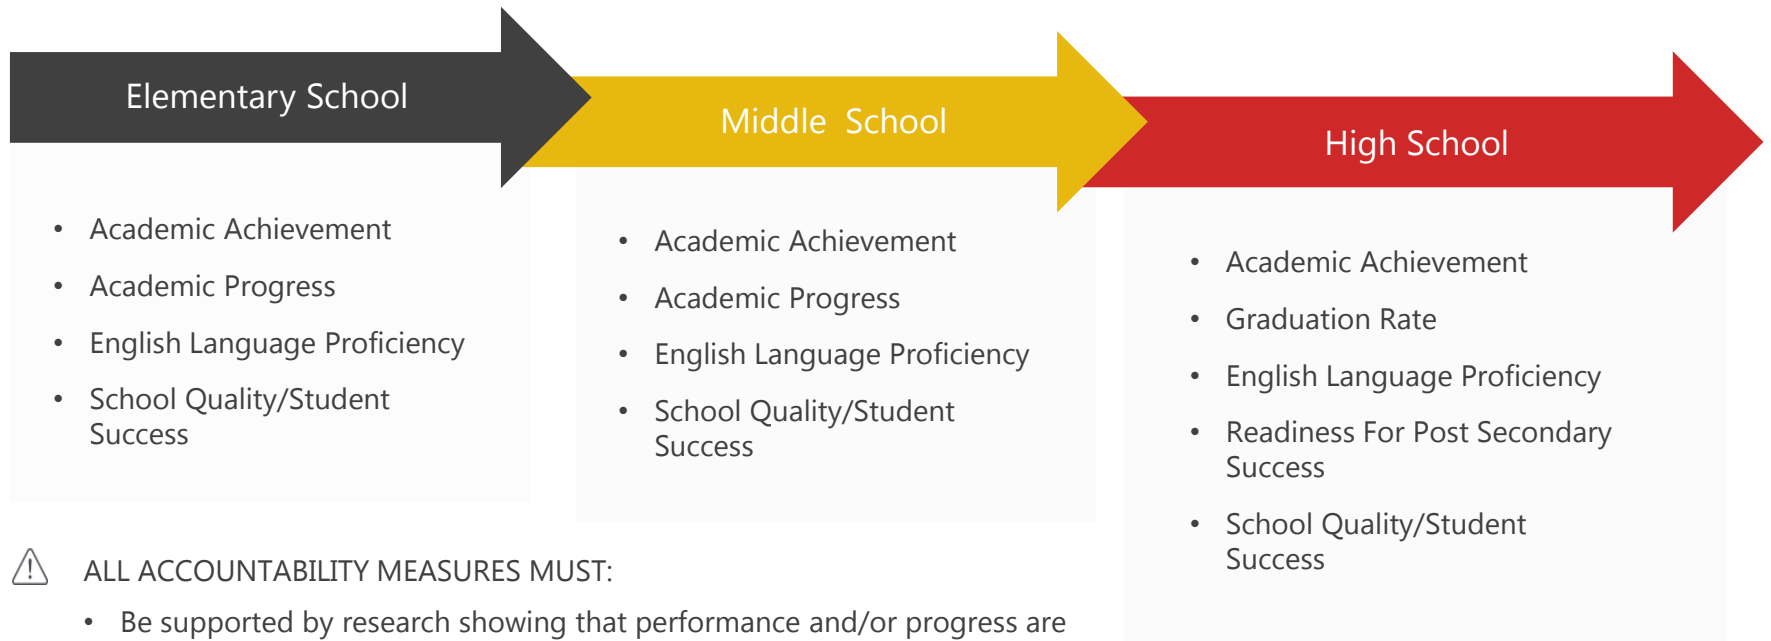 Elementary School
Middle School
High School
• Academic Achievement
• Academic Progress
• English Language Proficiency
• School Quality/Student
Success
• Academic Achievement
• Academic Progress
• English Language Proficiency
• School Quality/Student
Success
• Academic Achievement
• Graduation Rate
• English Language Proficiency
• Readiness For Post Secondary
Success
• School Quality/Student
Success
ALL ACCOUNTABILITY MEASURES MUST:
• Be supported by research showing that performance and/or progress are